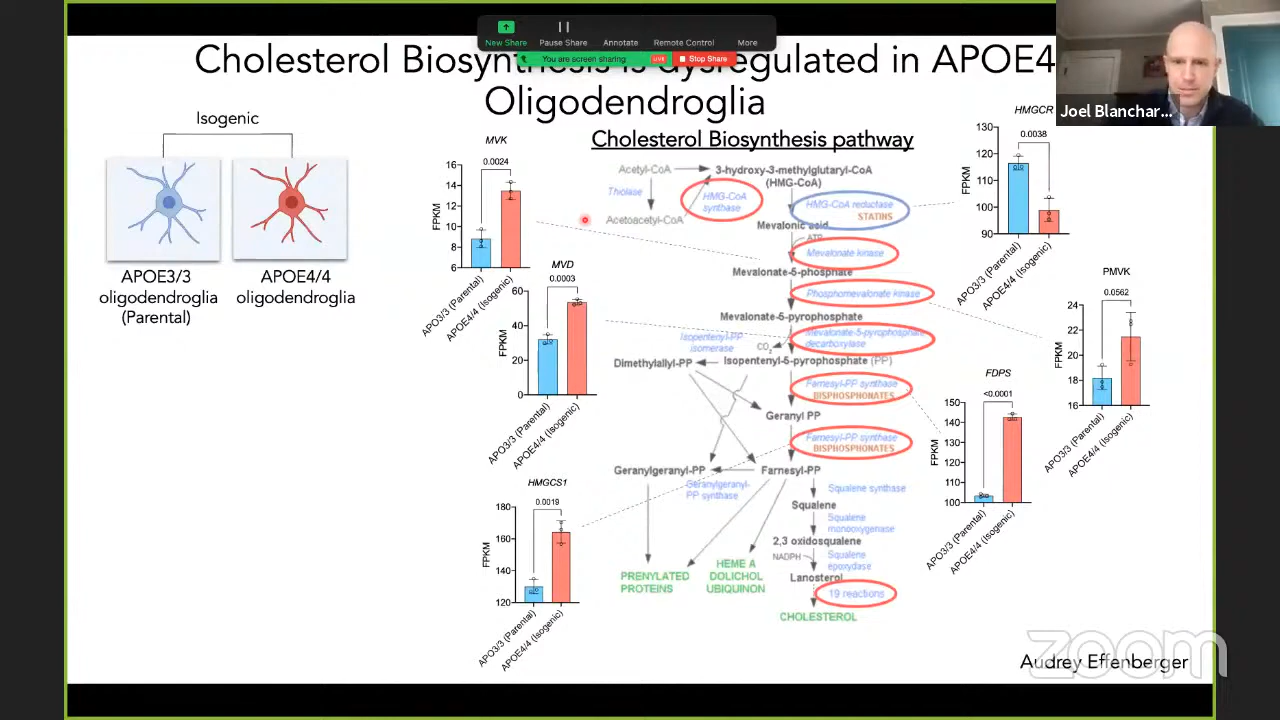 New Share
Pause Share
Annotate
Remote Control
More
You are screen sharing
LIVE
Stop Share
Joel Blanchar...
Cholesterol Biosynthesis is dysregulated in APOE4
Oligodendroglia
Isogenic
APOE3/3
oligodendroglia
(Parental)
APOE4/4
oligodendroglia
Cholesterol Biosynthesis pathway
MVK
0.0024
FPKM
16
14
12
10
8
6
APO3/3 (Parental)
APOE4/4 (Isogenic)
MVD
0.0003
FPKM
60
40
20
0
APO3/3 (Parental)
APOE4/4 (Isogenic)
HMGCS1
0.0019
FPKM
180
160
140
120
APO3/3 (Parental)
APOE4/4 (Isogenic)
Acetyl-CoA
3-hydroxy-3-methylglutaryl-CoA
(HMG-CoA)
Thiolase
HMG-CoA
synthase
Acetoacetyl-CoA
HMG-CoA reductase
STATINS
Mevalonic acid
ATP
Mevalonate kinase
Mevalonate-5-phosphate
Phosphomevalonate kinase
Mevalonate-5-pyrophosphate
Mevalonate-5-pyrophosphate
decarboxylase
Isopentenyl-PP
isomerase
CO2
Dimethylallyl-PP
Isopentenyl-5-pyrophosphate (PP)
Farnesyl-PP synthase
BISPHOSPHONATES
Geranyl PP
Farnesyl-PP synthase
BISPHOSPHONATES
Geranylgeranyl-PP
Farnesyl-PP
Geranylgeranyl-
PP synthase
Squalene synthase
Squalene
Squalene
monoxygenase
2,3 oxidosqualene
NADPH
Squalene
epoxydase
Lanosterol
19 reactions
CHOLESTEROL
PRENYLATED
PROTEINS
HEME A
DOLICHOL
UBIQUINON
HMGCR
0.0038
FPKM
130
120
110
100
90
APO3/3 (Parental)
APOE4/4 (Isogenic)
PMVK
0.0562
FPKM
24
22
20
18
16
APO3/3 (Parental)
APOE4/4 (Isogenic)
FDPS
<0.0001
FPKM
150
140
130
120
110
100
APO3/3 (Parental)
APOE4/4 (Isogenic)
Audrey Effenberger
zoom